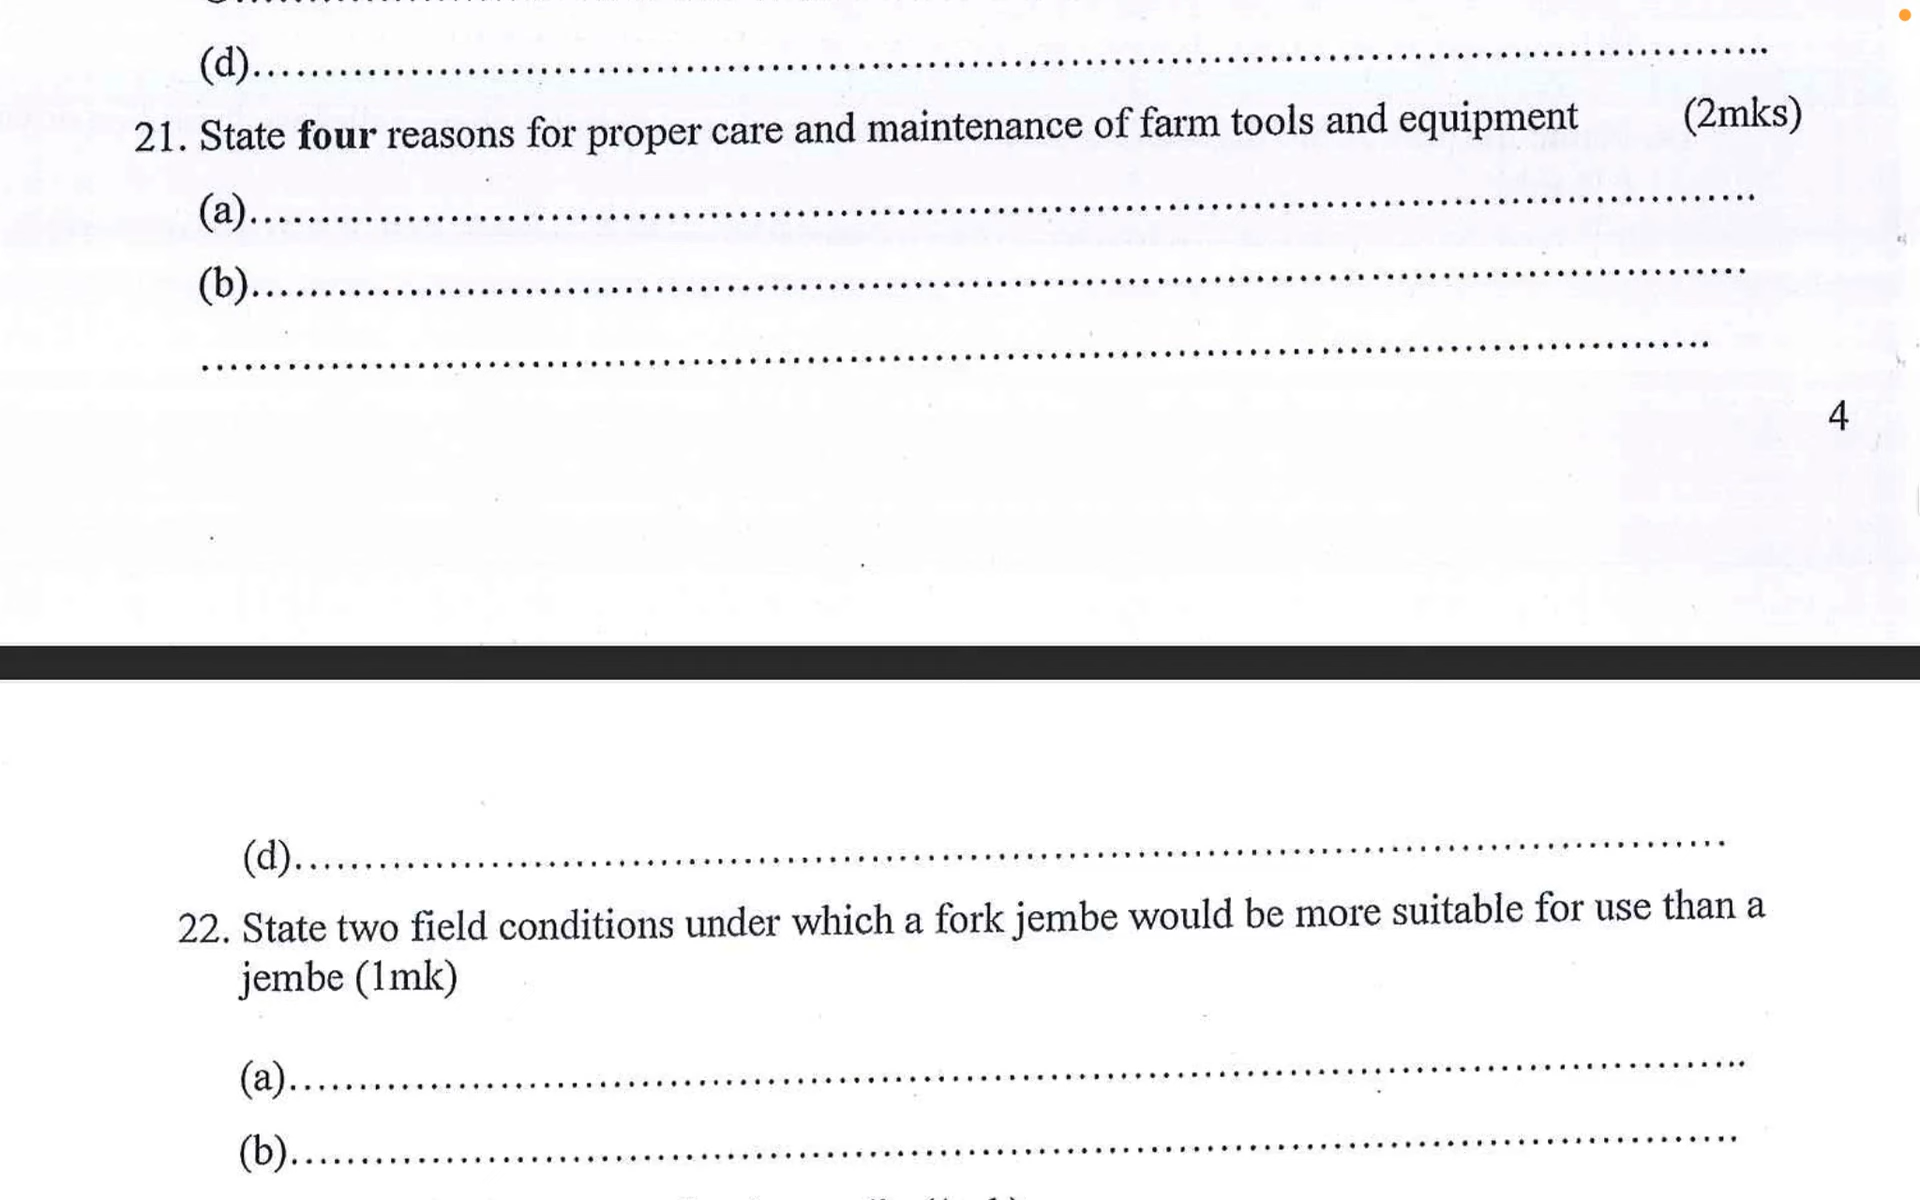 (d)..........................................................................................................
21. State four reasons for proper care and maintenance of farm tools and equipment (2mks)
(a)..........................................................................................................
(b)..........................................................................................................
..........................................................................................................
4
(d)..........................................................................................................
22. State two field conditions under which a fork jembe would be more suitable for use than a
jembe (1mk)
(a)..........................................................................................................
(b)..........................................................................................................